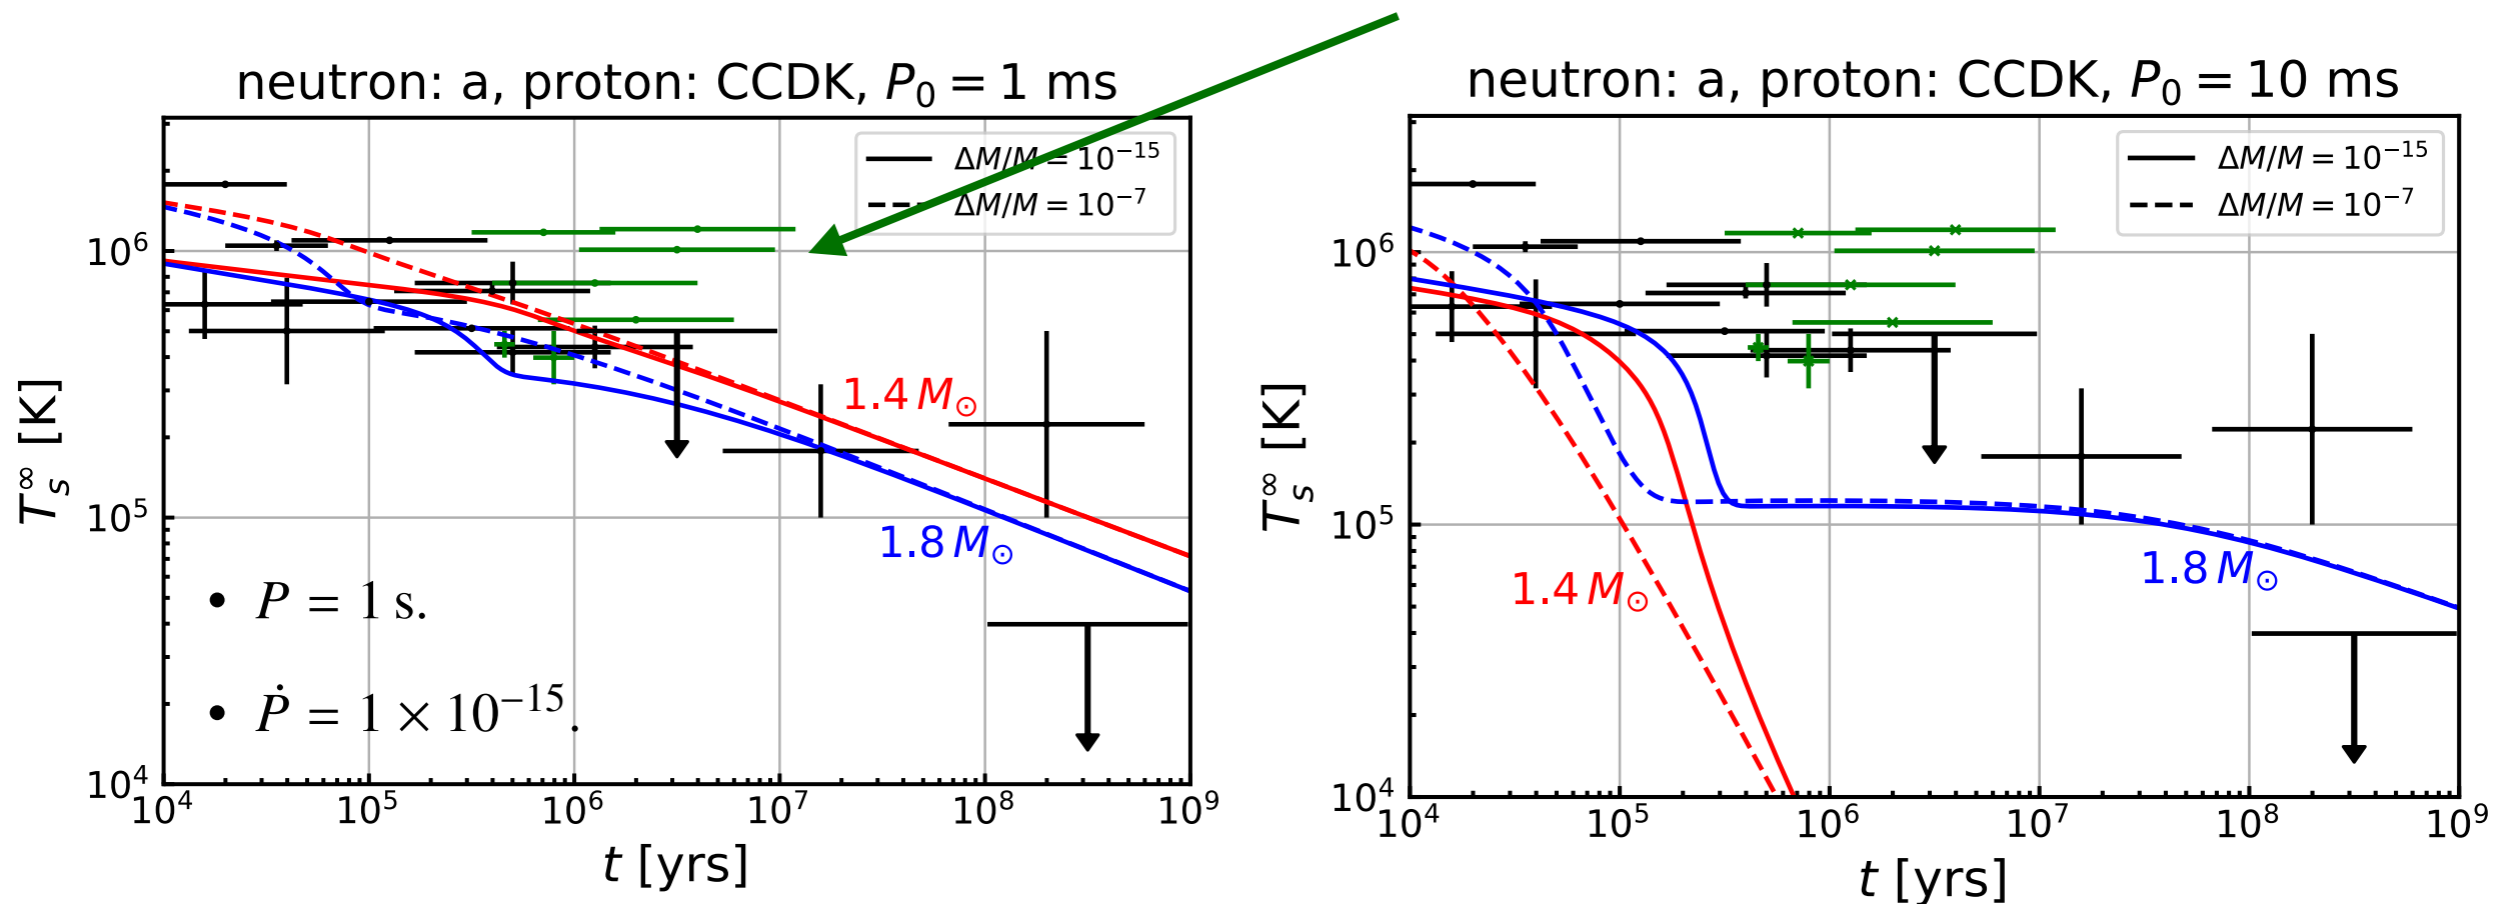 neutron: a, proton: CCDK, P₀ = 1 ms
ΔM/M = 10⁻¹⁵
ΔM/M = 10⁻⁷
10⁶
10⁵
10⁴
T_s^∞ [K]
1.4 M⊙
1.8 M⊙
• P = 1 s.
• Ṗ = 1 × 10⁻¹⁵.
10⁴ 10⁵ 10⁶ 10⁷ 10⁸ 10⁹
t [yrs]
neutron: a, proton: CCDK, P₀ = 10 ms
ΔM/M = 10⁻¹⁵
ΔM/M = 10⁻⁷
10⁶
10⁵
10⁴
T_s^∞ [K]
1.8 M⊙
1.4 M⊙
10⁴ 10⁵ 10⁶ 10⁷ 10⁸ 10⁹
t [yrs]